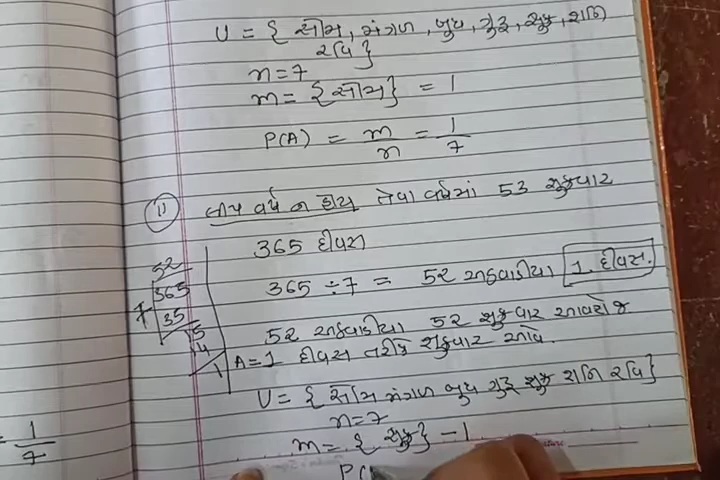 U = { સોમ, મંગળ, બુધ, ગુરૂ, શુક્ર, શનિ
રવિ }
n = 7
m = { સોમ } = 1
P(A) = m/n = 1/7
(ii) લીપ વર્ષ ન હોય તેવા વર્ષમાં 53 શુક્રવાર
365 દીવસ
365 ÷ 7 = 52 અઠવાડીયા 1 દીવસ.
52
7 365
35
15
14
1
52 અઠવાડીયા 52 શુક્રવાર આવશે જ
A = 1 દીવસ તરીકે શુક્રવાર આવે.
U = { સોમ મંગળ બુધ ગુરૂ શુક્ર શનિ રવિ }
n = 7
m = { શુક્ર } - 1
= 1/7
P(